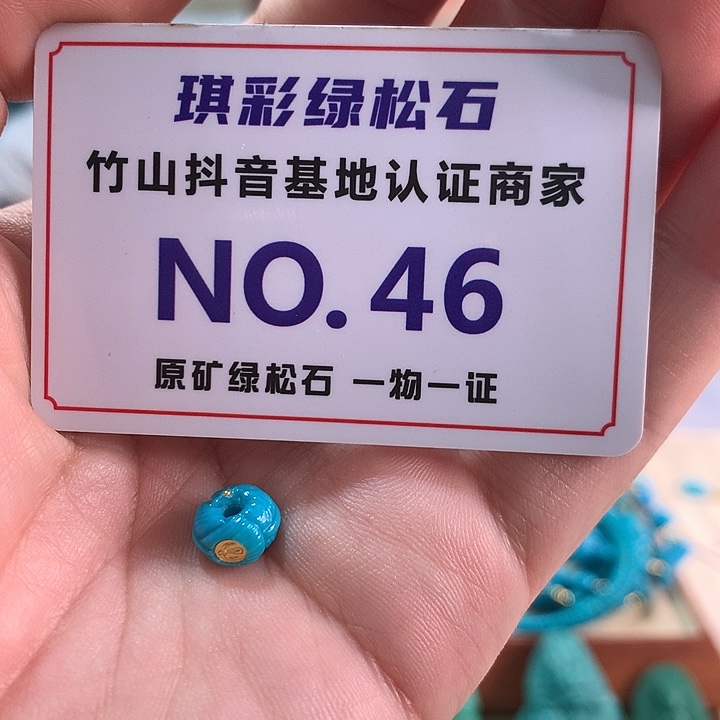 琪彩绿松石
竹山抖音基地认证商家
NO.46
原矿绿松石 一物一证